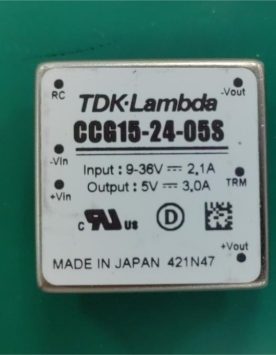 RC
-Vout
TDK·Lambda
CCG15-24-05S
-Vin
Input : 9-36V ⎓ 2.1A
Output : 5V ⎓ 3.0A
TRM
+Vin
c RU us D
+Vout
MADE IN JAPAN 421N47